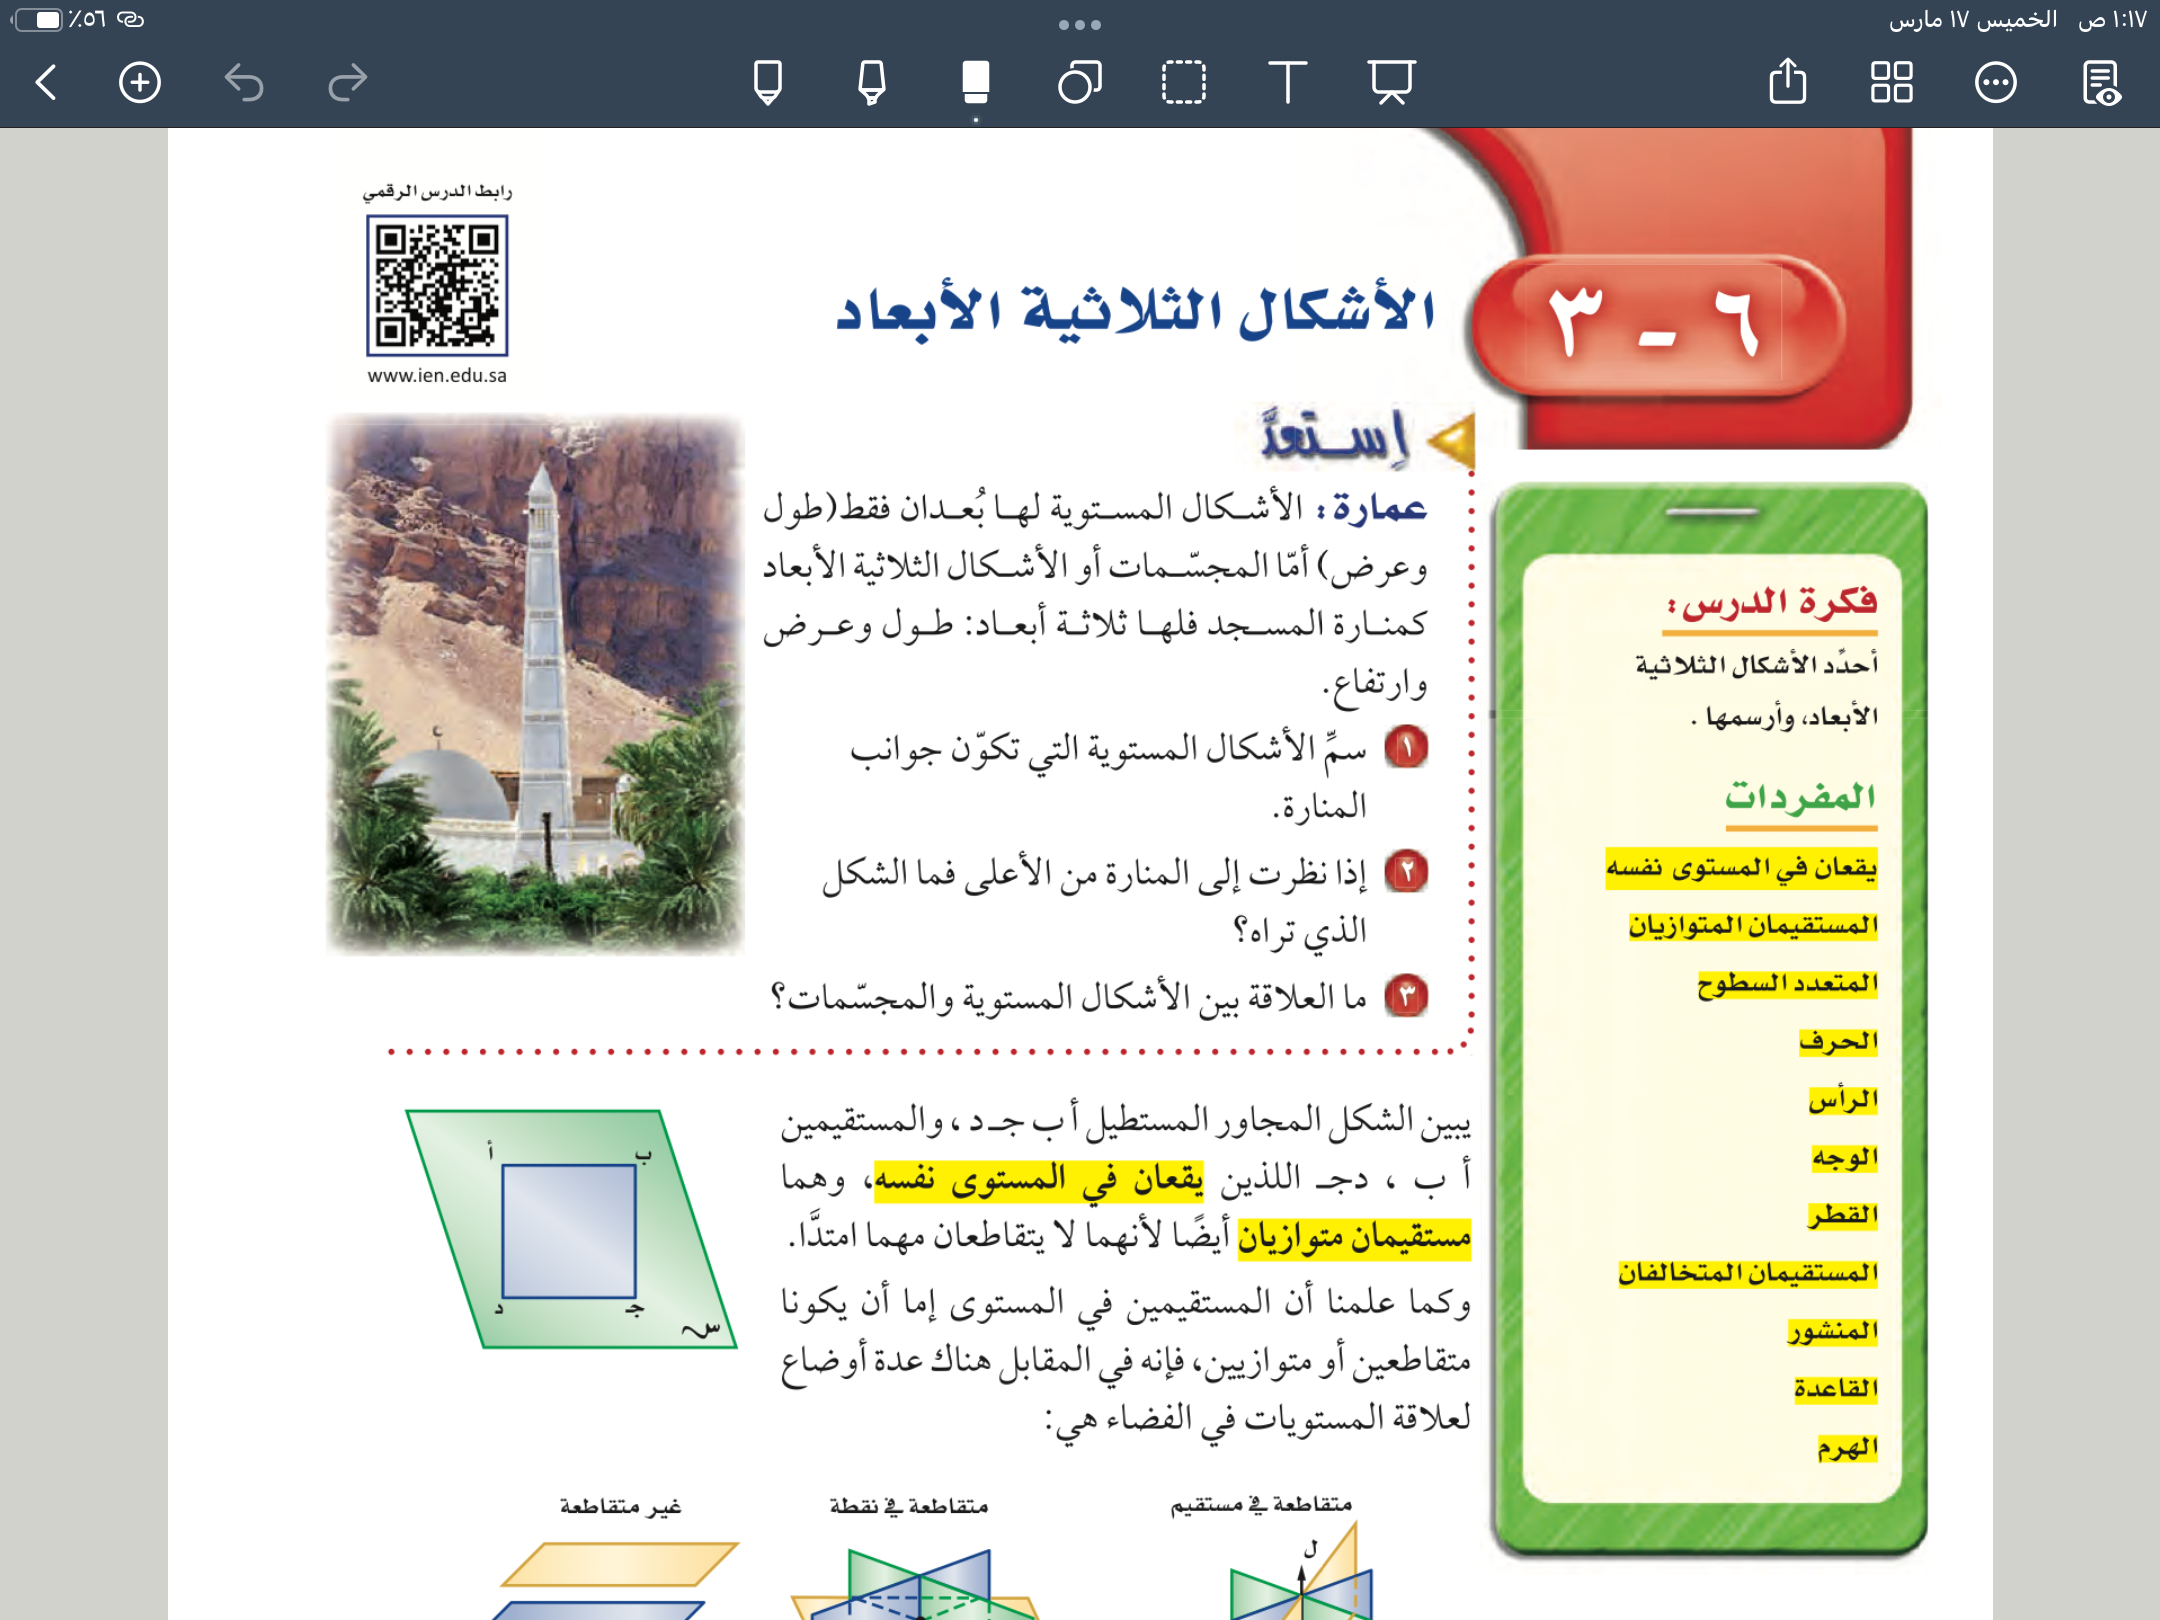 ١:١٧ ص الخميس ١٧ مارس
٥٦٪
رابط الدرس الرقمي
www.ien.edu.sa
٦ - ٣
الأشكال الثلاثية الأبعاد
اِستعدَّ
عمارة: الأشكال المستوية لها بُعدان فقط (طول
وعرض) أمّا المجسّمات أو الأشكال الثلاثية الأبعاد
كمنارة المسجد فلها ثلاثة أبعاد: طول وعرض
وارتفاع.
١ سمِّ الأشكال المستوية التي تكوّن جوانب
المنارة.
٢ إذا نظرت إلى المنارة من الأعلى فما الشكل
الذي تراه؟
٣ ما العلاقة بين الأشكال المستوية والمجسّمات؟
فكرة الدرس:
أحدِّد الأشكال الثلاثية
الأبعاد، وأرسمها .
المفردات
يقعان في المستوى نفسه
المستقيمان المتوازيان
المتعدد السطوح
الحرف
الرأس
الوجه
القطر
المستقيمان المتخالفان
المنشور
القاعدة
الهرم
يبين الشكل المجاور المستطيل أ ب جـ د ، والمستقيمين
أ ب ، دجـ اللذين يقعان في المستوى نفسه، وهما
مستقيمان متوازيان أيضًا لأنهما لا يتقاطعان مهما امتدَّا.
وكما علمنا أن المستقيمين في المستوى إما أن يكونا
متقاطعين أو متوازيين، فإنه في المقابل هناك عدة أوضاع
لعلاقة المستويات في الفضاء هي:
ب
أ
جـ
د
س
متقاطعة في مستقيم
متقاطعة في نقطة
غير متقاطعة
ل